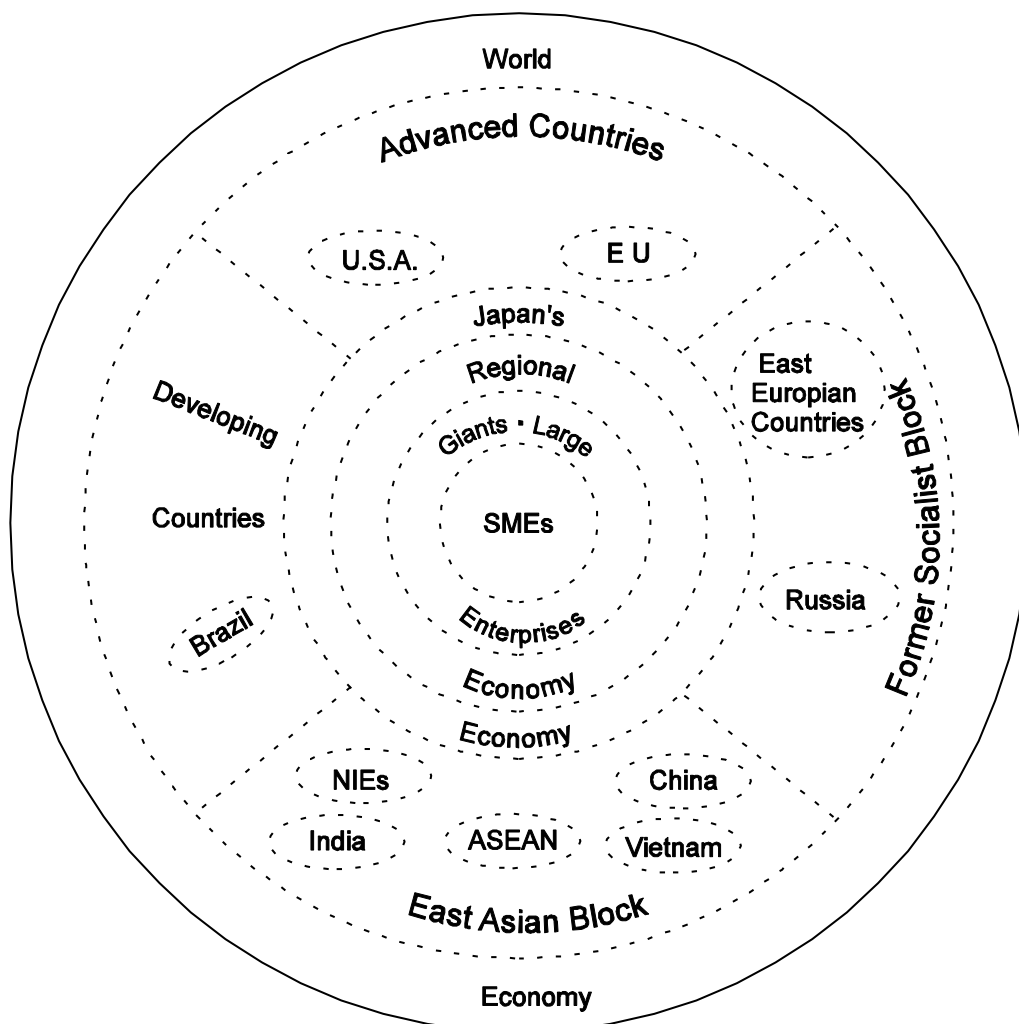 World
Advanced Countries
U.S.A.
E U
Japan's
Regional
Giants · Large
SMEs
Enterprises
Economy
Economy
Developing
Countries
Brazil
East
Europian
Countries
Russia
Former Socialist Block
NIEs
China
India
ASEAN
Vietnam
East Asian Block
Economy